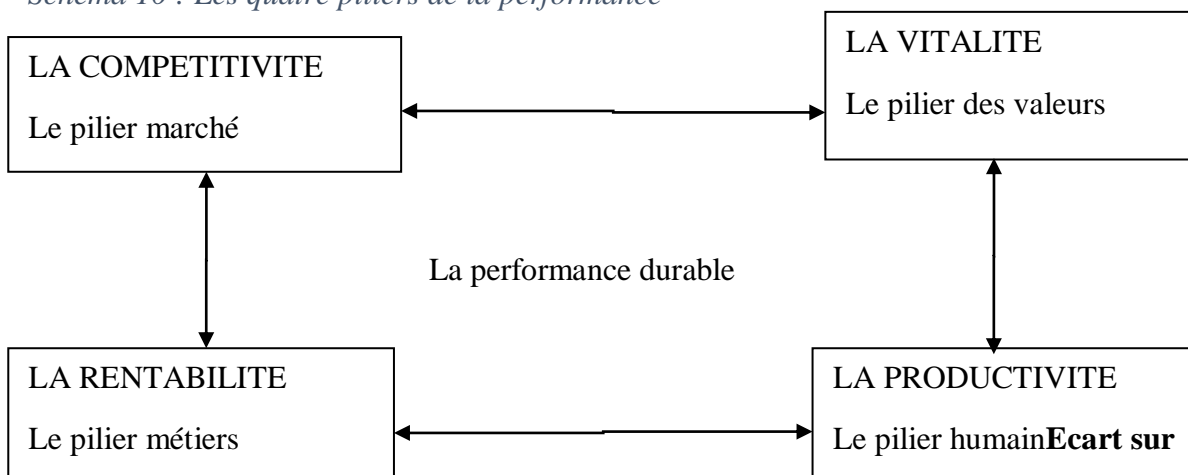 Schéma 10 : Les quatre piliers de la performance
LA COMPETITIVITE
Le pilier marché
LA VITALITE
Le pilier des valeurs
La performance durable
LA RENTABILITE
Le pilier métiers
LA PRODUCTIVITE
Le pilier humainEcart sur